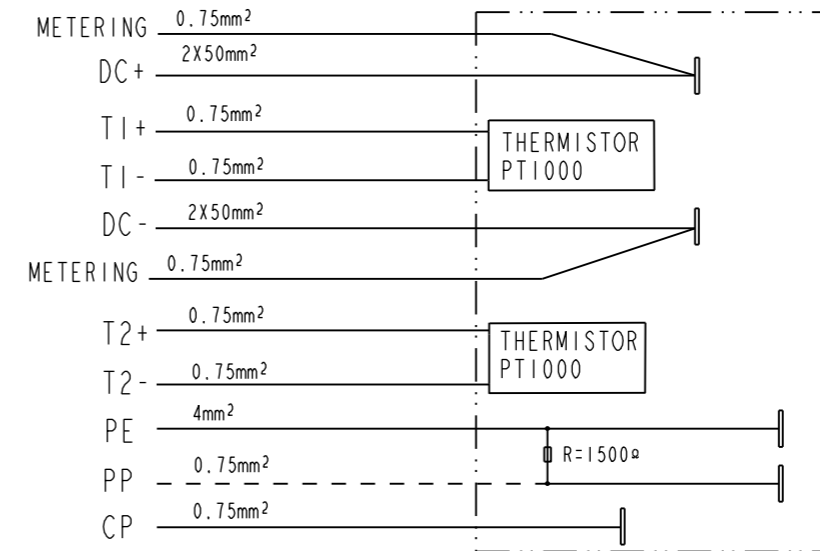 METERING 0.75mm²
DC+ 2X50mm²
T1+ 0.75mm²
THERMISTOR
PT1000
T1- 0.75mm²
DC- 2X50mm²
METERING 0.75mm²
T2+ 0.75mm²
THERMISTOR
PT1000
T2- 0.75mm²
PE 4mm²
R=1500Ω
PP 0.75mm²
CP 0.75mm²